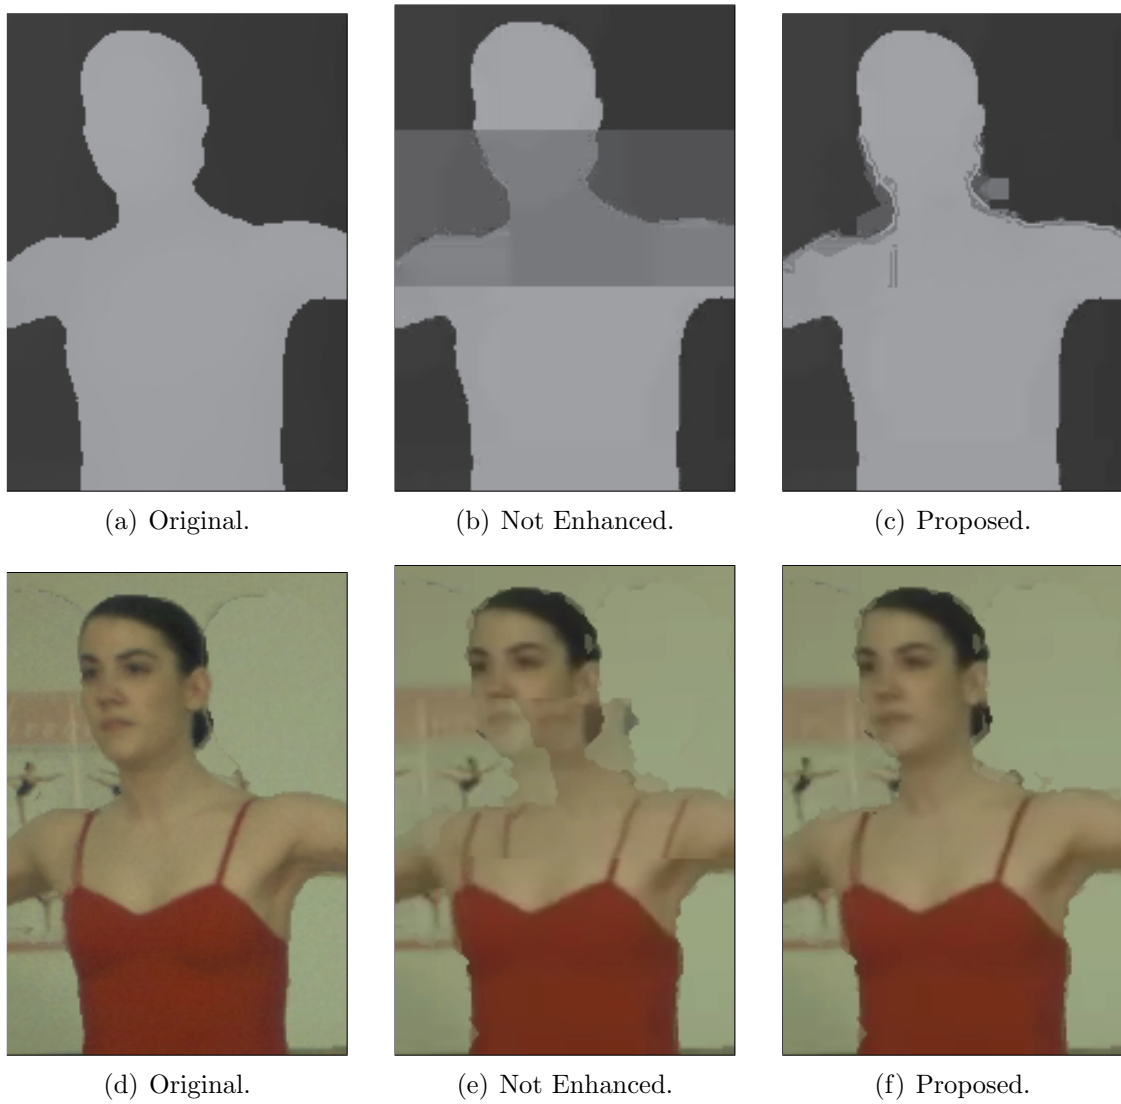 (a) Original.
(b) Not Enhanced.
(c) Proposed.
(d) Original.
(e) Not Enhanced.
(f) Proposed.